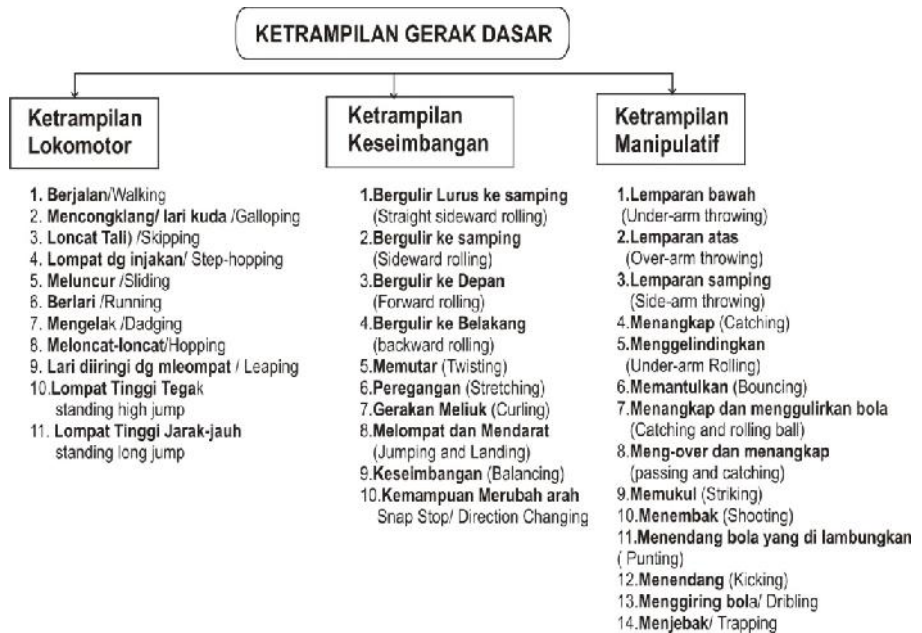 KETRAMPILAN GERAK DASAR
Ketrampilan
Lokomotor
1. Berjalan/Walking
2. Mencongklang/ lari kuda /Galloping
3. Loncat Tali) /Skipping
4. Lompat dg injakan/ Step-hopping
5. Meluncur /Sliding
6. Berlari /Running
7. Mengelak /Dadging
8. Meloncat-loncat/Hopping
9. Lari diiringi dg mleompat / Leaping
10.Lompat Tinggi Tegak
standing high jump
11. Lompat Tinggi Jarak-jauh
standing long jump
Ketrampilan
Keseimbangan
1.Bergulir Lurus ke samping
(Straight sideward rolling)
2.Bergulir ke samping
(Sideward rolling)
3.Bergulir ke Depan
(Forward rolling)
4.Bergulir ke Belakang
(backward rolling)
5.Memutar (Twisting)
6.Peregangan (Stretching)
7.Gerakan Meliuk (Curling)
8.Melompat dan Mendarat
(Jumping and Landing)
9.Keseimbangan (Balancing)
10.Kemampuan Merubah arah
Snap Stop/ Direction Changing
Ketrampilan
Manipulatif
1.Lemparan bawah
(Under-arm throwing)
2.Lemparan atas
(Over-arm throwing)
3.Lemparan samping
(Side-arm throwing)
4.Menangkap (Catching)
5.Menggelindingkan
(Under-arm Rolling)
6.Memantulkan (Bouncing)
7.Menangkap dan menggulirkan bola
(Catching and rolling ball)
8.Meng-over dan menangkap
(passing and catching)
9.Memukul (Striking)
10.Menembak (Shooting)
11.Menendang bola yang di lambungkan
( Punting)
12.Menendang (Kicking)
13.Menggiring bola/ Dribling
14.Menjebak/ Trapping